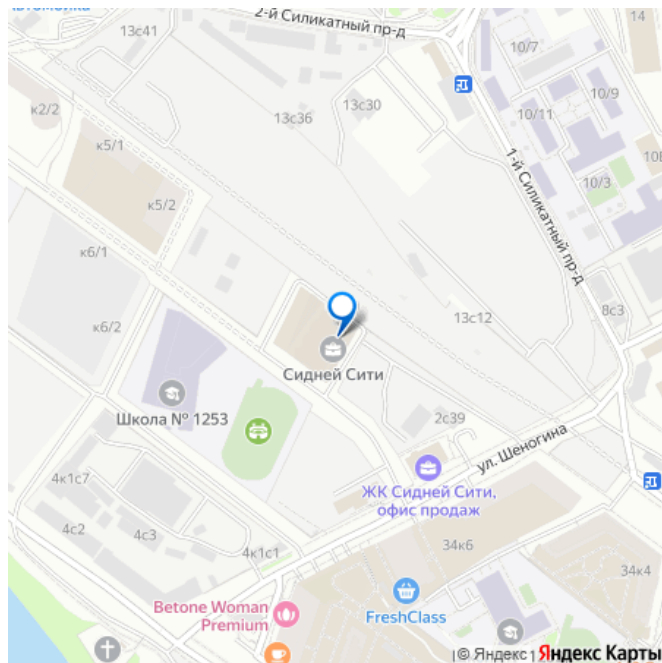 2-й Силикатный пр-д
14
13с41
10/7
к2/2
10/9
13с30
13с36
10/11
к5/1
1-й Силикатный пр-д
10/3
к5/2
к6/1
8с3
13с12
к6/2
Сидней Сити
Школа № 1253
2с39
ул. Шеногина
ЖК Сидней Сити,
офис продаж
4к1с7
4с2
4с3
34к6
4к1с1
34к4
Betone Woman
Premium
FreshClass
© Яндекс
Яндекс Карты